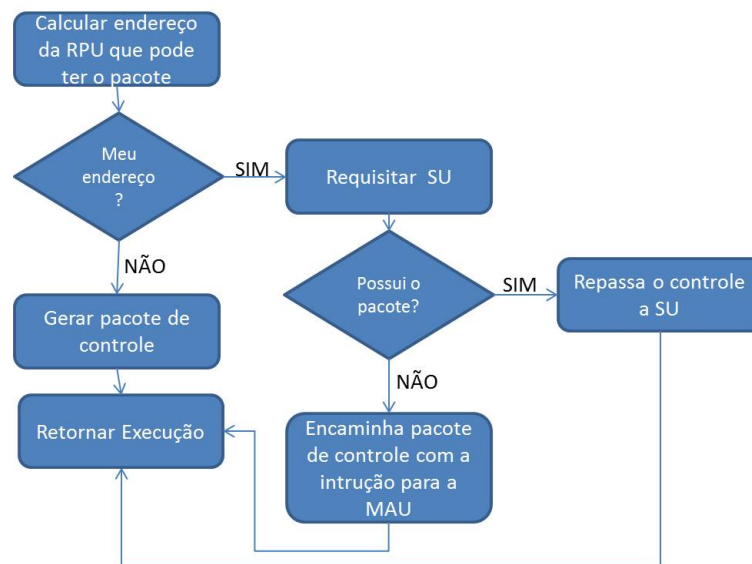 Calcular endereço
da RPU que pode
ter o pacote
Meu
endereço
?
SIM
Requisitar SU
NÃO
Possui o
pacote?
SIM
Repassa o controle
a SU
Gerar pacote de
controle
NÃO
Retornar Execução
Encaminha pacote
de controle com a
intrução para a
MAU